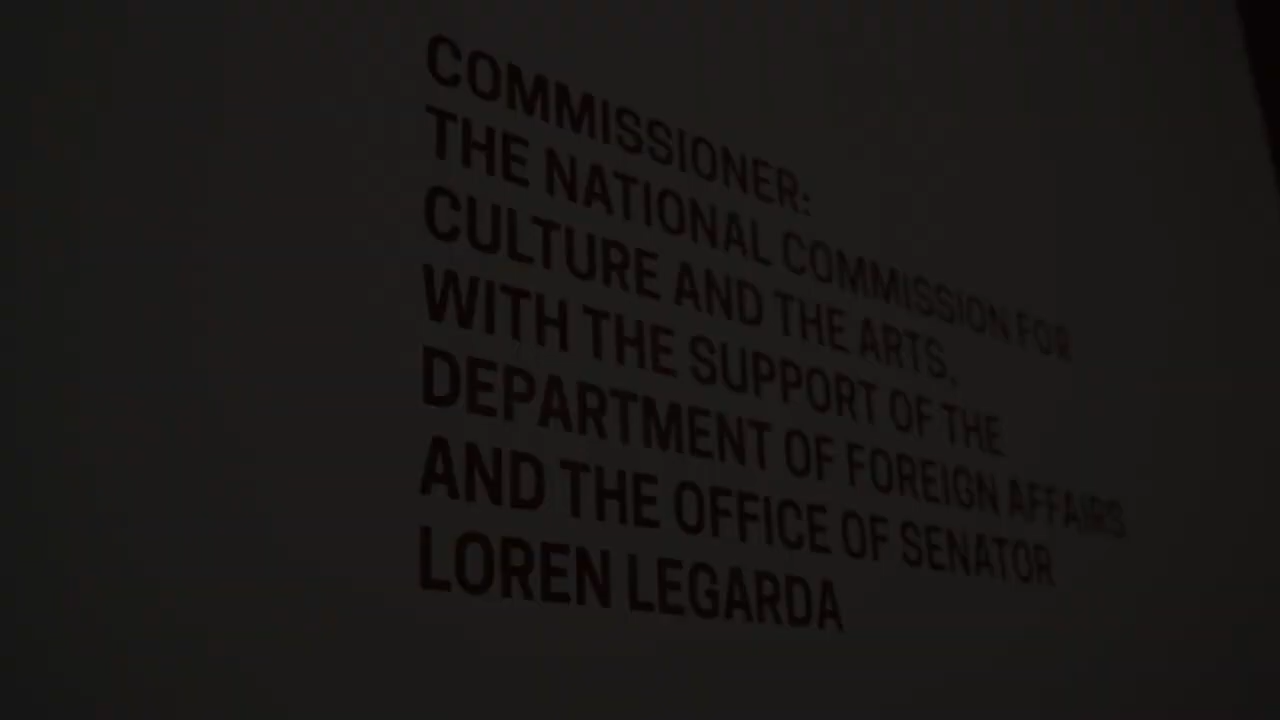 COMMISSIONER:
THE NATIONAL COMMISSION FOR
CULTURE AND THE ARTS,
WITH THE SUPPORT OF THE
DEPARTMENT OF FOREIGN AFFAIRS
AND THE OFFICE OF SENATOR
LOREN LEGARDA